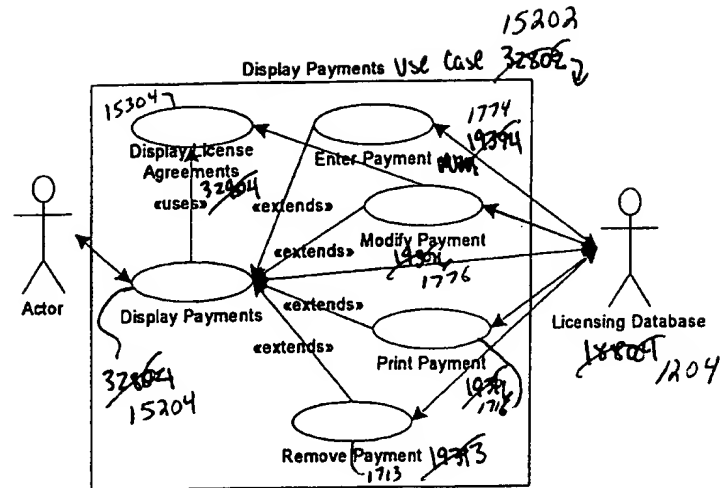 15202
Display Payments Use Case 32802
15304
1774
19394
Display License Agreements
Enter Payment
32804
«uses»
«extends»
Modify Payment
«extends»
1776
Actor
Display Payments
«extends»
Licensing Database
18804
1204
«extends»
Print Payment
1716
32804
15204
Remove Payment 19393
1713